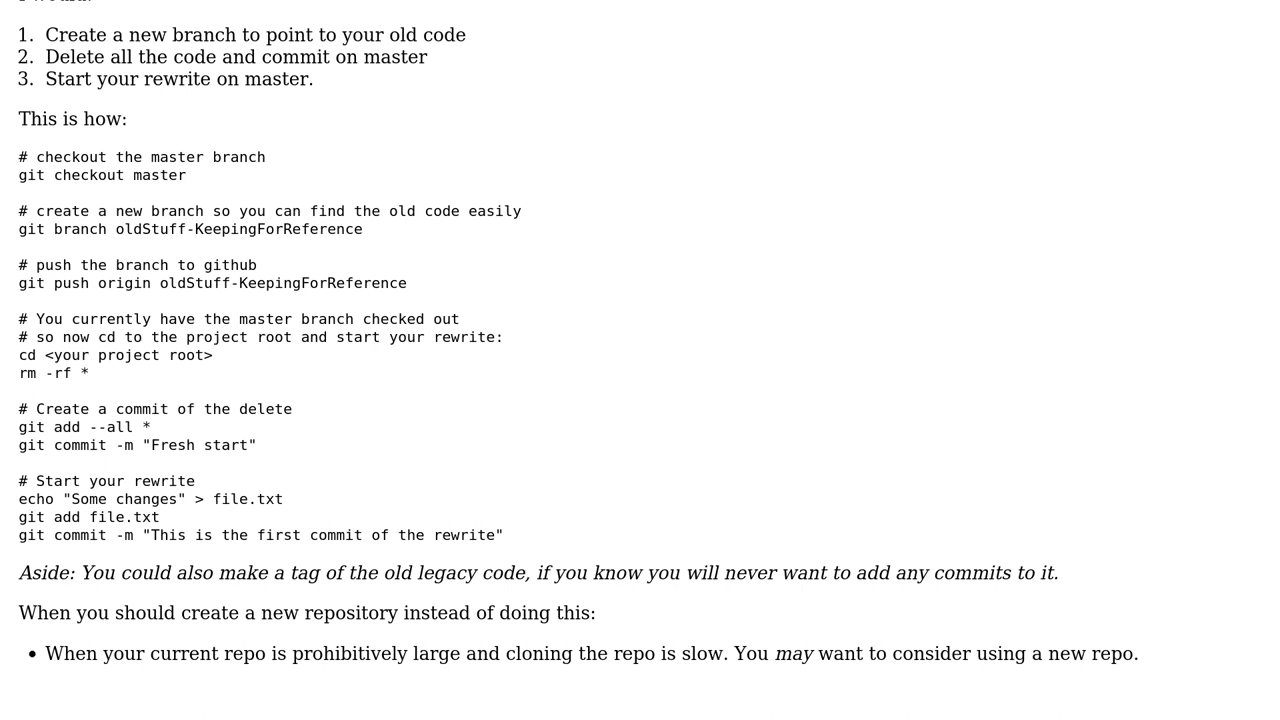 1. Create a new branch to point to your old code
2. Delete all the code and commit on master
3. Start your rewrite on master.
This is how:
# checkout the master branch
git checkout master
# create a new branch so you can find the old code easily
git branch oldStuff-KeepingForReference
# push the branch to github
git push origin oldStuff-KeepingForReference
# You currently have the master branch checked out
# so now cd to the project root and start your rewrite:
cd <your project root>
rm -rf *
# Create a commit of the delete
git add --all *
git commit -m "Fresh start"
# Start your rewrite
echo "Some changes" > file.txt
git add file.txt
git commit -m "This is the first commit of the rewrite"
Aside: You could also make a tag of the old legacy code, if you know you will never want to add any commits to it.
When you should create a new repository instead of doing this:
• When your current repo is prohibitively large and cloning the repo is slow. You may want to consider using a new repo.